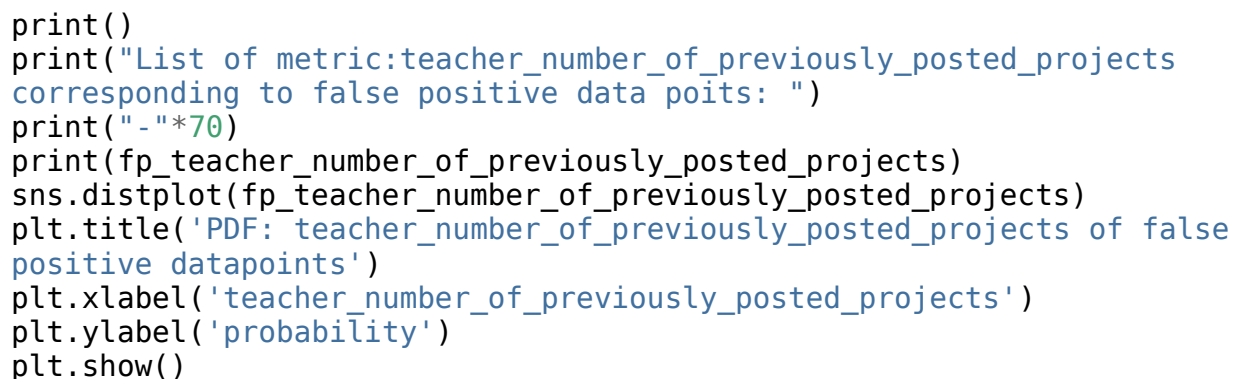 print()
print("List of metric:teacher_number_of_previously_posted_projects
corresponding to false positive data poits: ")
print("-"*70)
print(fp_teacher_number_of_previously_posted_projects)
sns.distplot(fp_teacher_number_of_previously_posted_projects)
plt.title('PDF: teacher_number_of_previously_posted_projects of false
positive datapoints')
plt.xlabel('teacher_number_of_previously_posted_projects')
plt.ylabel('probability')
plt.show()